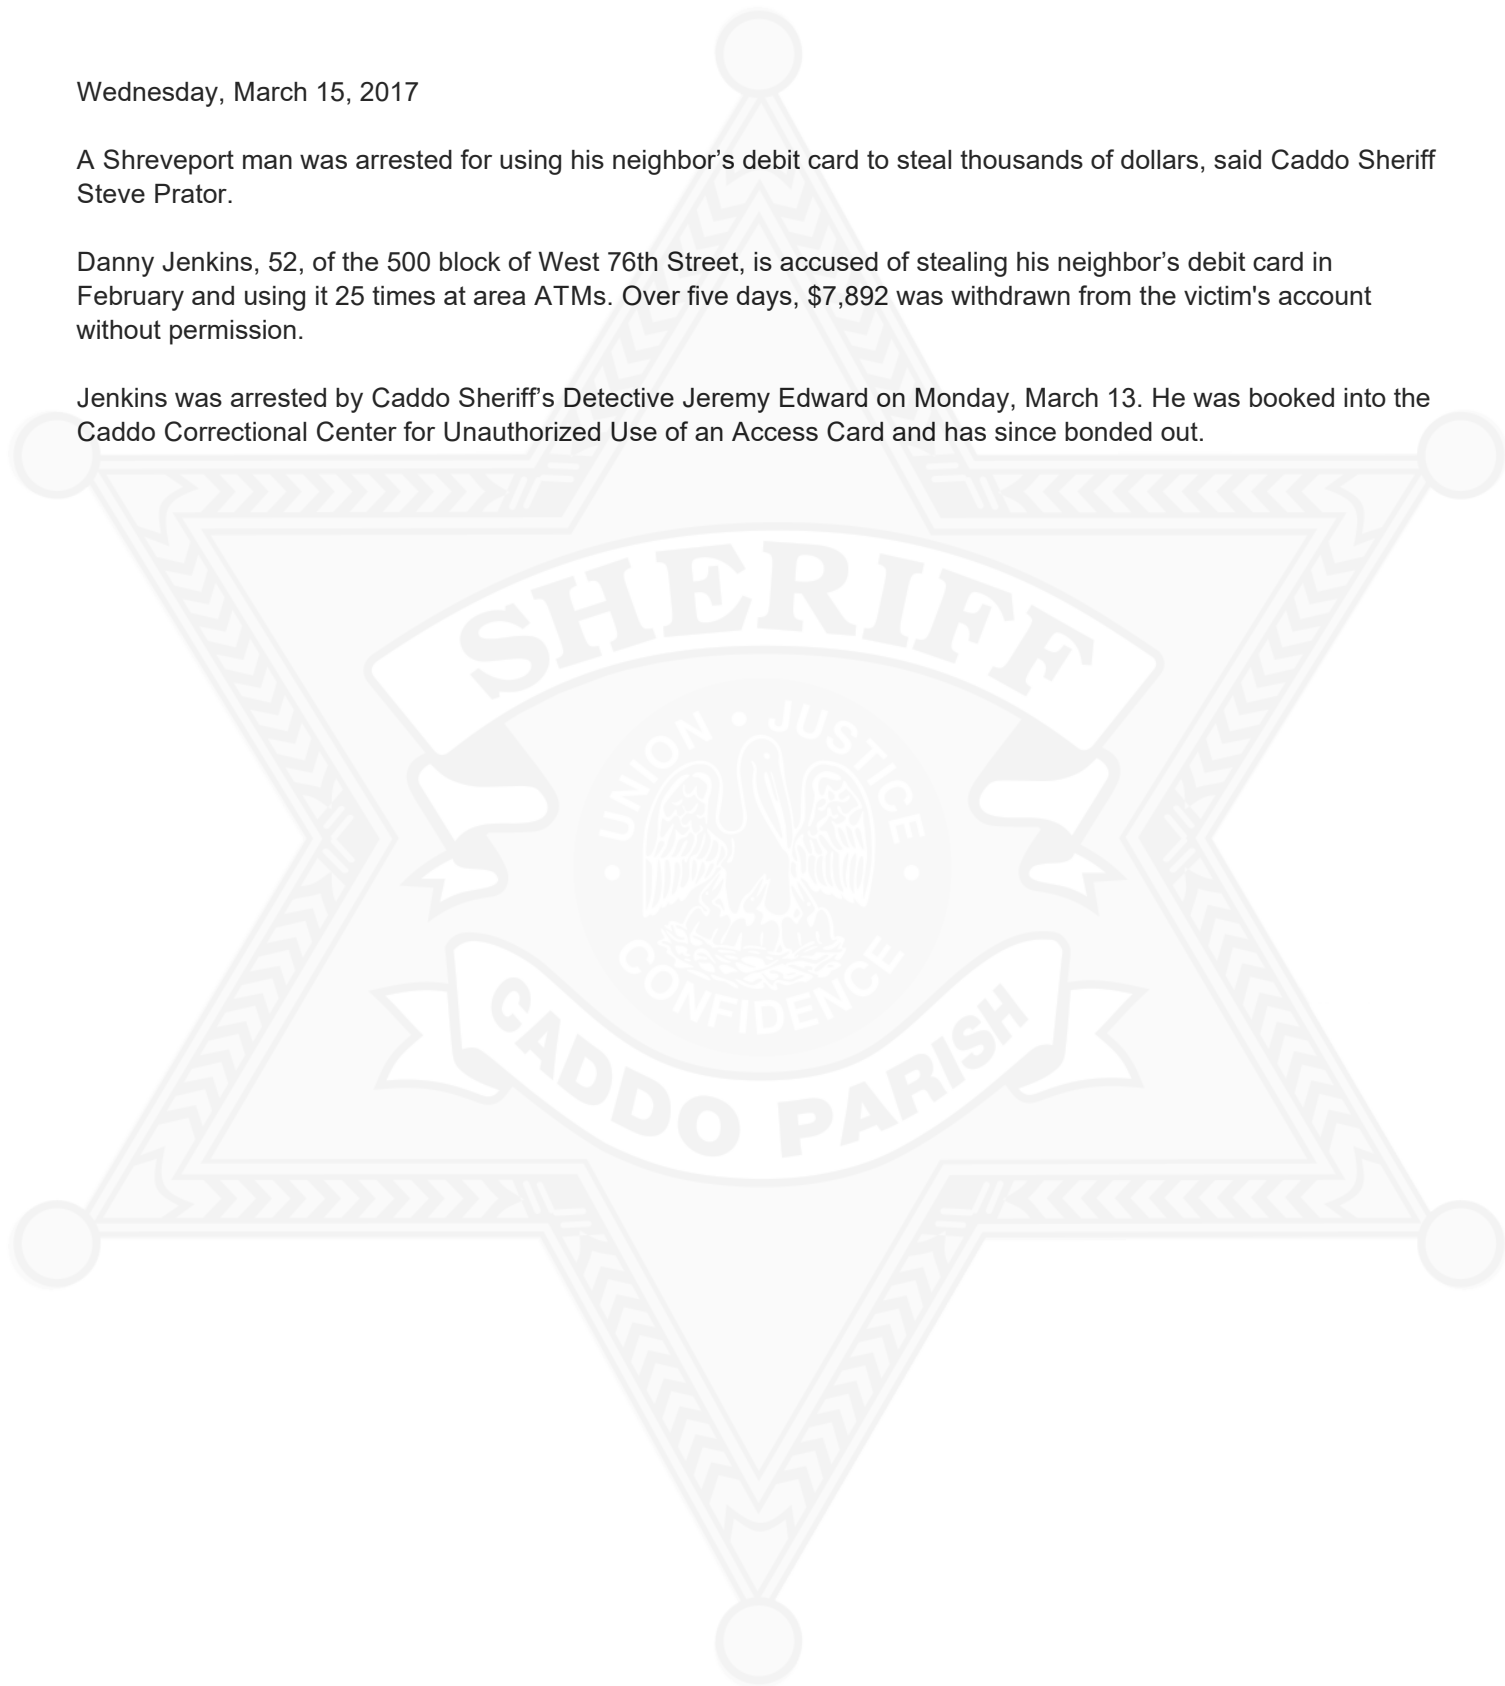 Wednesday, March 15, 2017
A Shreveport man was arrested for using his neighbor’s debit card to steal thousands of dollars, said Caddo Sheriff
Steve Prator.
Danny Jenkins, 52, of the 500 block of West 76th Street, is accused of stealing his neighbor’s debit card in
February and using it 25 times at area ATMs. Over five days, $7,892 was withdrawn from the victim's account
without permission.
Jenkins was arrested by Caddo Sheriff’s Detective Jeremy Edward on Monday, March 13. He was booked into the
Caddo Correctional Center for Unauthorized Use of an Access Card and has since bonded out.
SHERIFF
UNION • JUSTICE
• CONFIDENCE •
CADDO PARISH